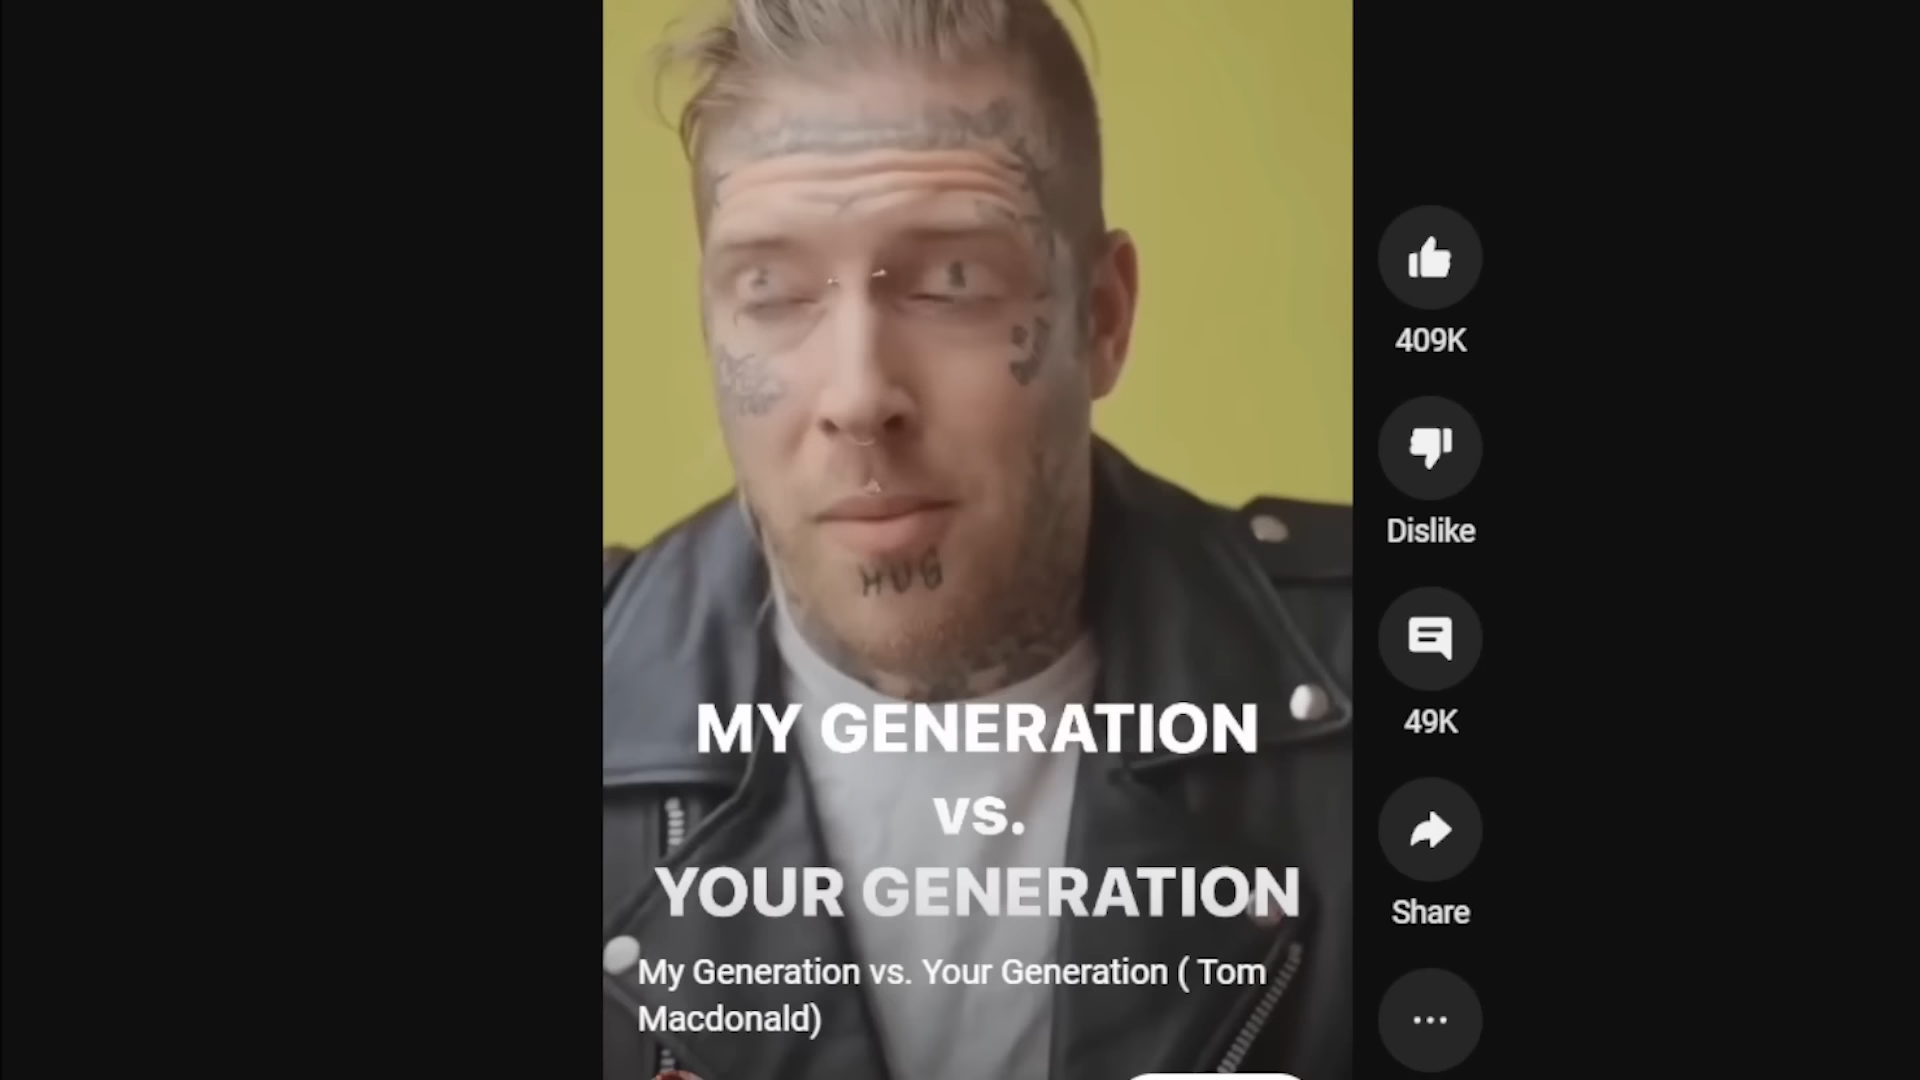 HUG
MY GENERATION
vs.
YOUR GENERATION
My Generation vs. Your Generation ( Tom
Macdonald)
409K
Dislike
49K
Share